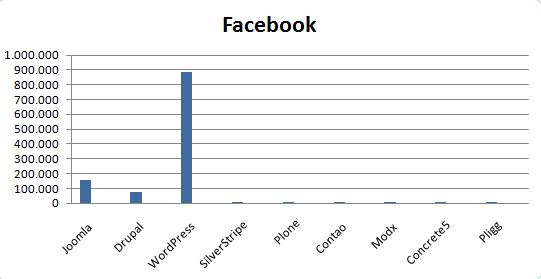 Facebook
1.000.000
900.000
800.000
700.000
600.000
500.000
400.000
300.000
200.000
100.000
0
Joomla
Drupal
WordPress
SilverStripe
Plone
Contao
Modx
Concrete5
Pligg